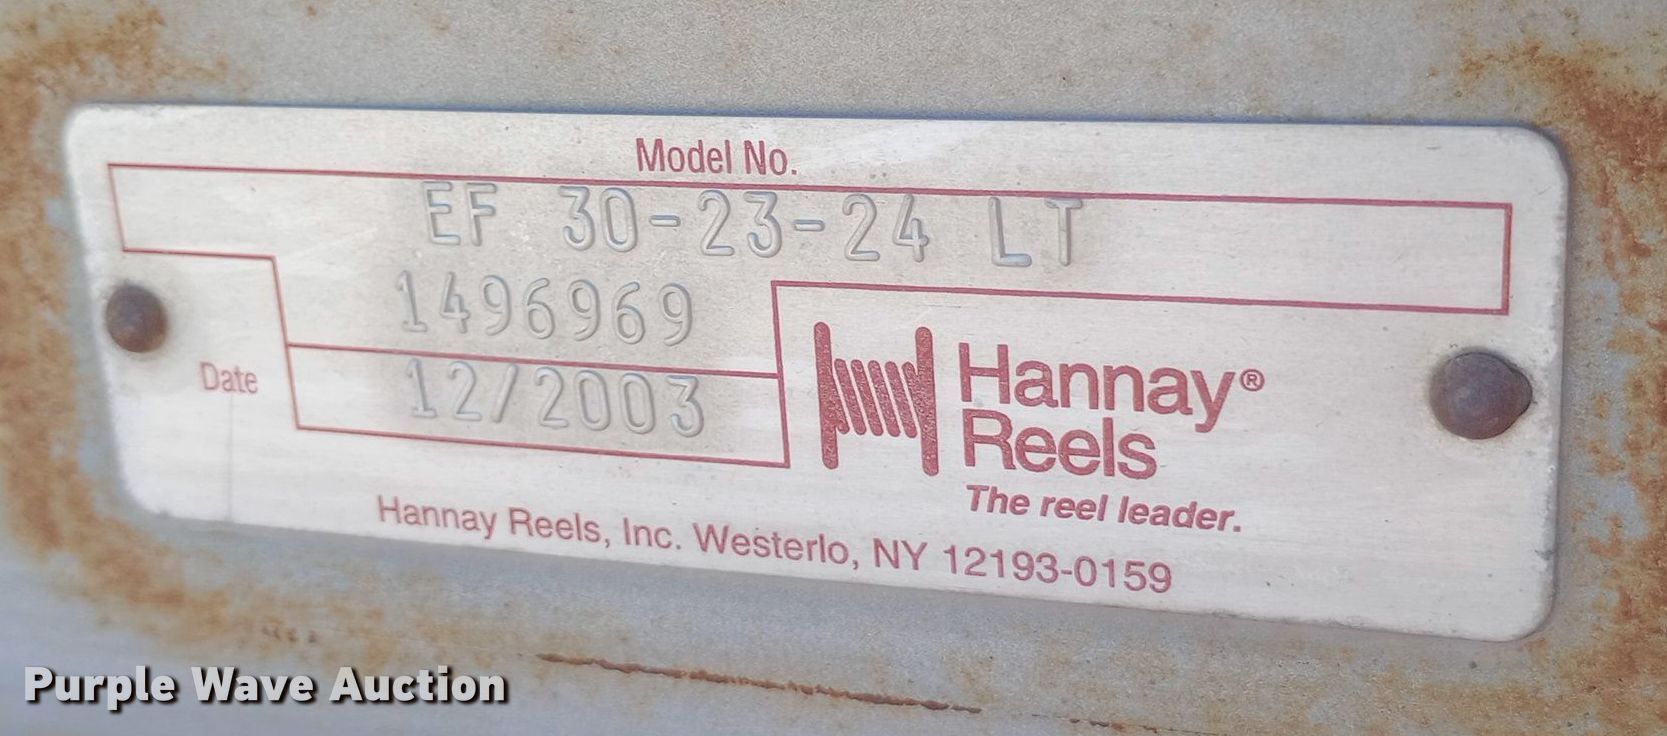 Model No.
EF 30-23-24 LT
1496969
Date 12/2003
Hannay®
Reels
The reel leader.
Hannay Reels, Inc. Westerlo, NY 12193-0159
Purple Wave Auction